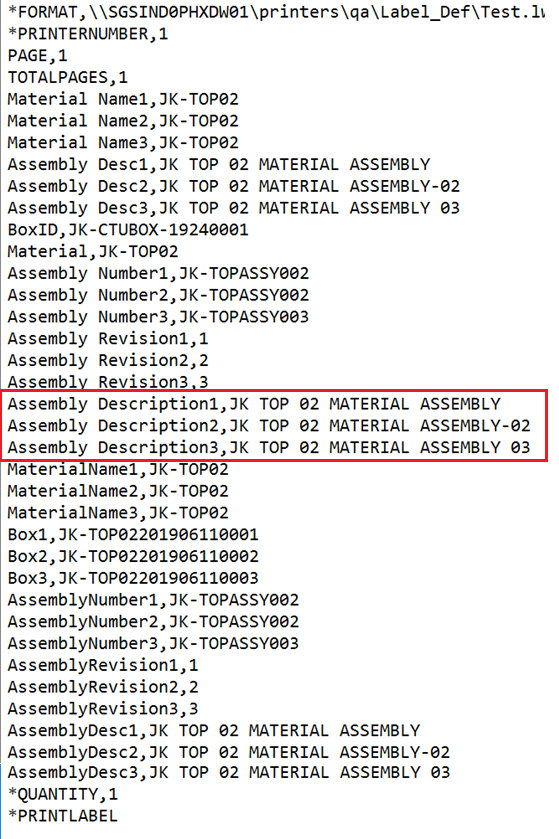 *FORMAT,\\SGSIND0PHXDW01\printers\qa\Label_Def\Test.lw
*PRINTERNUMBER,1
PAGE,1
TOTALPAGES,1
Material Name1,JK-TOP02
Material Name2,JK-TOP02
Material Name3,JK-TOP02
Assembly Desc1,JK TOP 02 MATERIAL ASSEMBLY
Assembly Desc2,JK TOP 02 MATERIAL ASSEMBLY-02
Assembly Desc3,JK TOP 02 MATERIAL ASSEMBLY 03
BoxID,JK-CTUBOX-19240001
Material,JK-TOP02
Assembly Number1,JK-TOPASSY002
Assembly Number2,JK-TOPASSY002
Assembly Number3,JK-TOPASSY003
Assembly Revision1,1
Assembly Revision2,2
Assembly Revision3,3
Assembly Description1,JK TOP 02 MATERIAL ASSEMBLY
Assembly Description2,JK TOP 02 MATERIAL ASSEMBLY-02
Assembly Description3,JK TOP 02 MATERIAL ASSEMBLY 03
MaterialName1,JK-TOP02
MaterialName2,JK-TOP02
MaterialName3,JK-TOP02
Box1,JK-TOP02201906110001
Box2,JK-TOP02201906110002
Box3,JK-TOP02201906110003
AssemblyNumber1,JK-TOPASSY002
AssemblyNumber2,JK-TOPASSY002
AssemblyNumber3,JK-TOPASSY003
AssemblyRevision1,1
AssemblyRevision2,2
AssemblyRevision3,3
AssemblyDesc1,JK TOP 02 MATERIAL ASSEMBLY
AssemblyDesc2,JK TOP 02 MATERIAL ASSEMBLY-02
AssemblyDesc3,JK TOP 02 MATERIAL ASSEMBLY 03
*QUANTITY,1
*PRINTLABEL